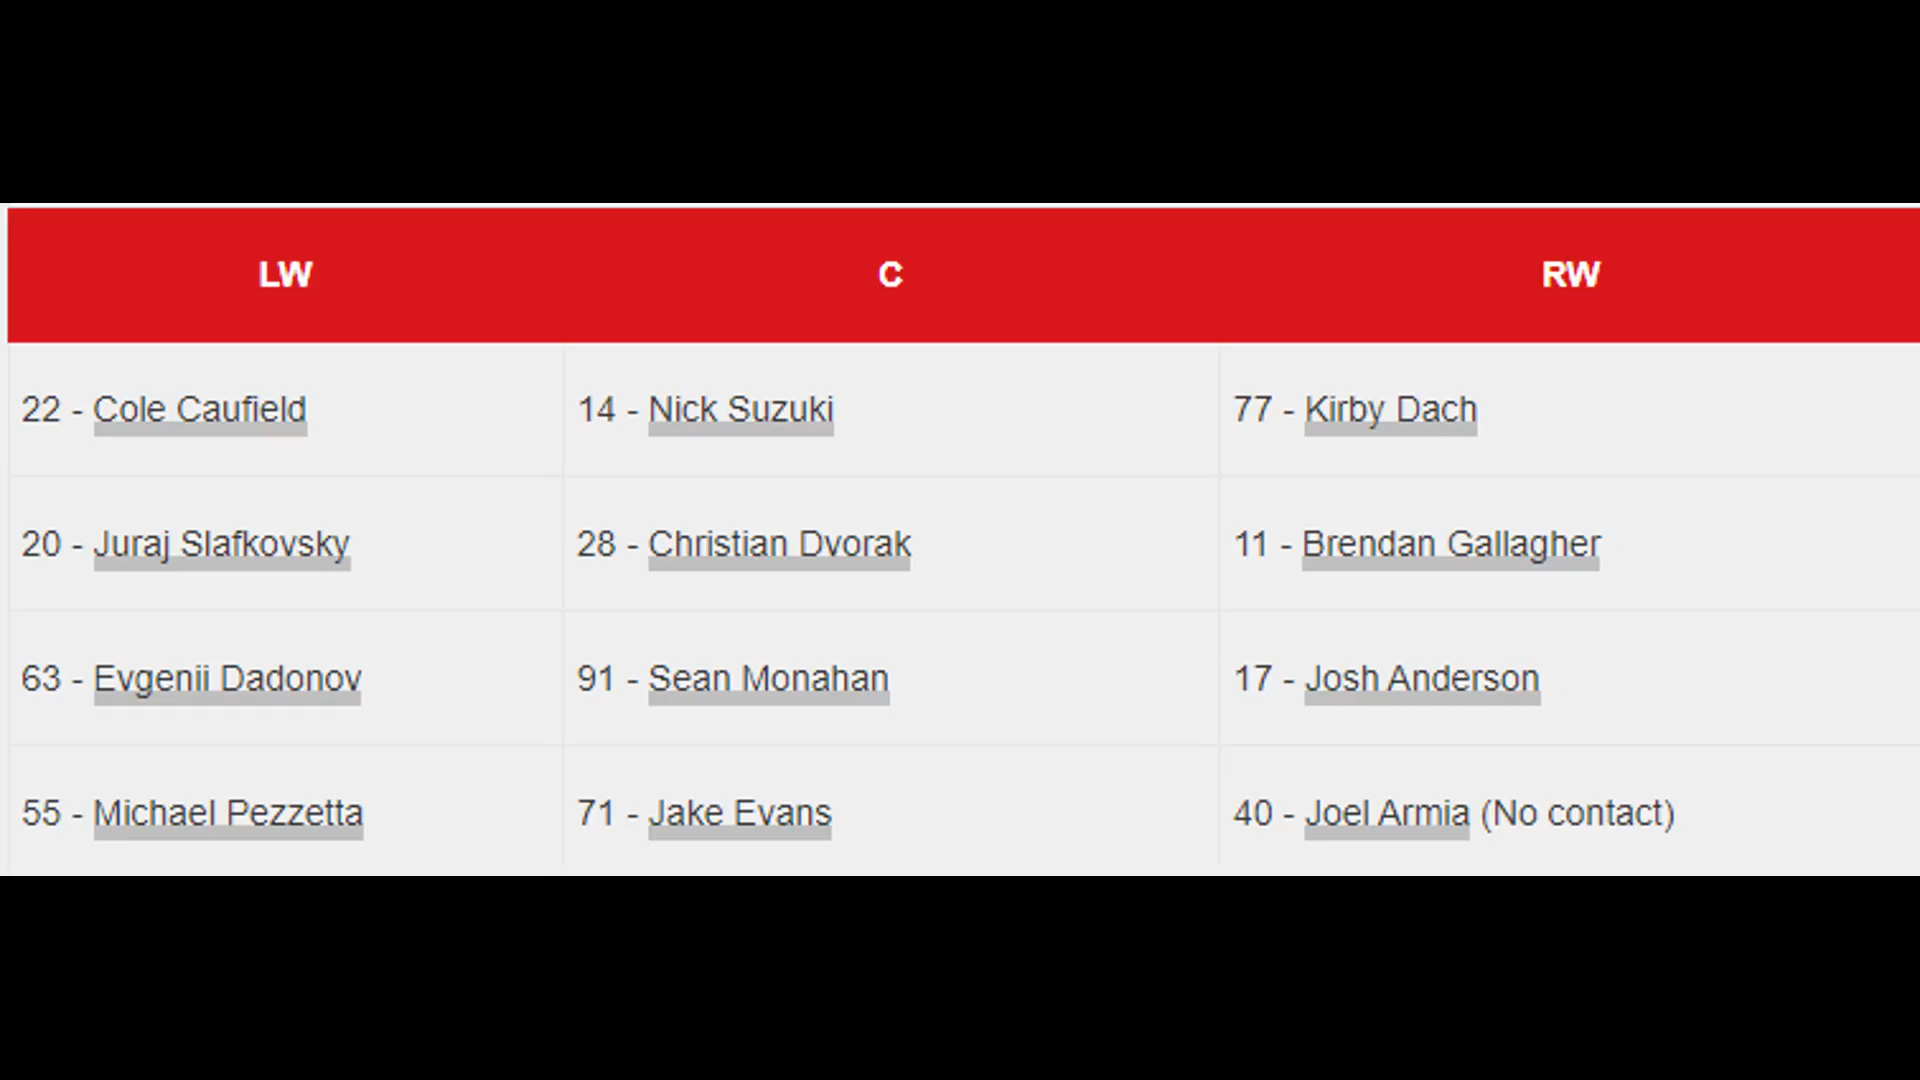 LW C RW
22 - Cole Caufield 14 - Nick Suzuki 77 - Kirby Dach
20 - Juraj Slafkovsky 28 - Christian Dvorak 11 - Brendan Gallagher
63 - Evgenii Dadonov 91 - Sean Monahan 17 - Josh Anderson
55 - Michael Pezzetta 71 - Jake Evans 40 - Joel Armia (No contact)